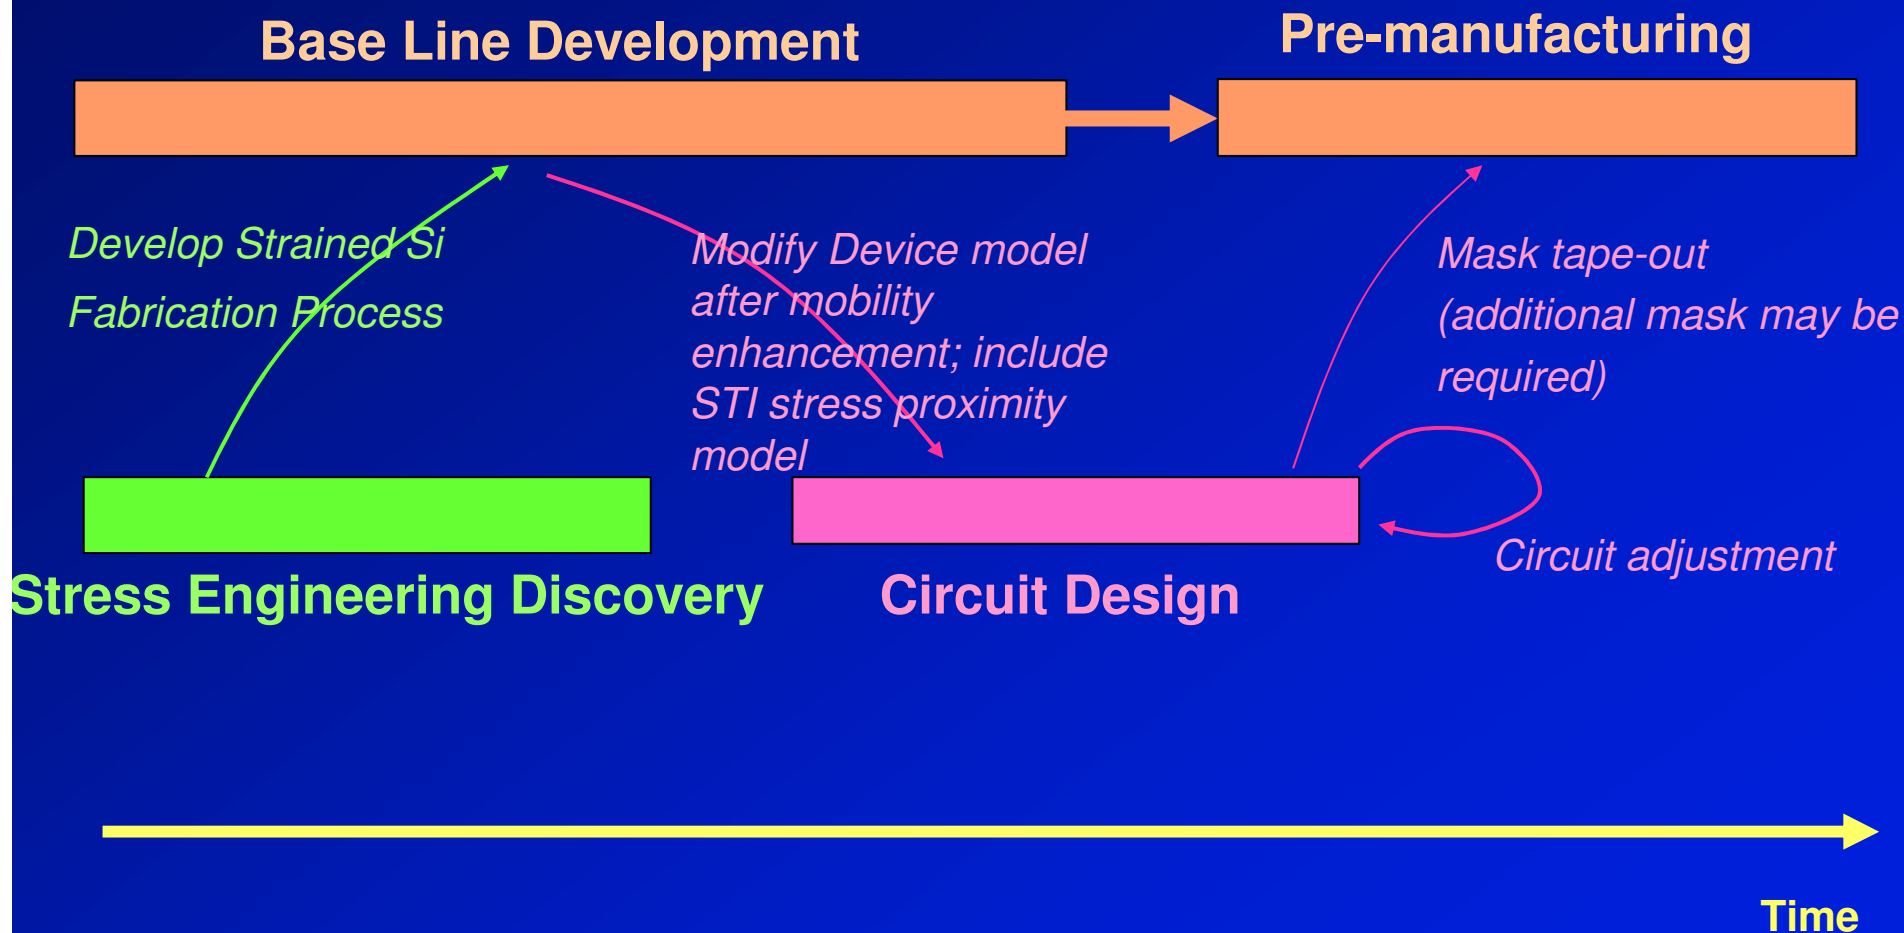 Base Line Development
Pre-manufacturing
Develop Strained Si
Fabrication Process
Modify Device model
after mobility
enhancement; include
STI stress proximity
model
Mask tape-out
(additional mask may be
required)
Circuit adjustment
Stress Engineering Discovery
Circuit Design
Time